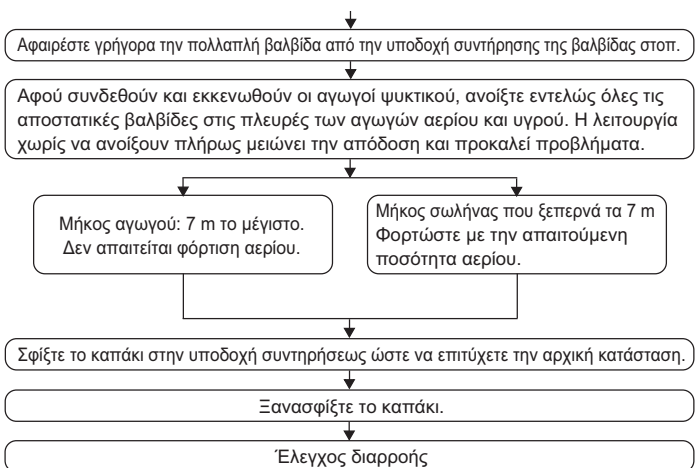 Αφαιρέστε γρήγορα την πολλαπλή βαλβίδα από την υποδοχή συντήρησης της βαλβίδας στοπ.
Αφού συνδεθούν και εκκενωθούν οι αγωγοί ψυκτικού, ανοίξτε εντελώς όλες τις
αποστατικές βαλβίδες στις πλευρές των αγωγών αερίου και υγρού. Η λειτουργία
χωρίς να ανοίξουν πλήρως μειώνει την απόδοση και προκαλεί προβλήματα.
Μήκος αγωγού: 7 m το μέγιστο.
Δεν απαιτείται φόρτιση αερίου.
Μήκος σωλήνας που ξεπερνά τα 7 m
Φορτώστε με την απαιτούμενη
ποσότητα αερίου.
Σφίξτε το καπάκι στην υποδοχή συντηρήσεως ώστε να επιτύχετε την αρχική κατάσταση.
Ξανασφίξτε το καπάκι.
Έλεγχος διαρροής